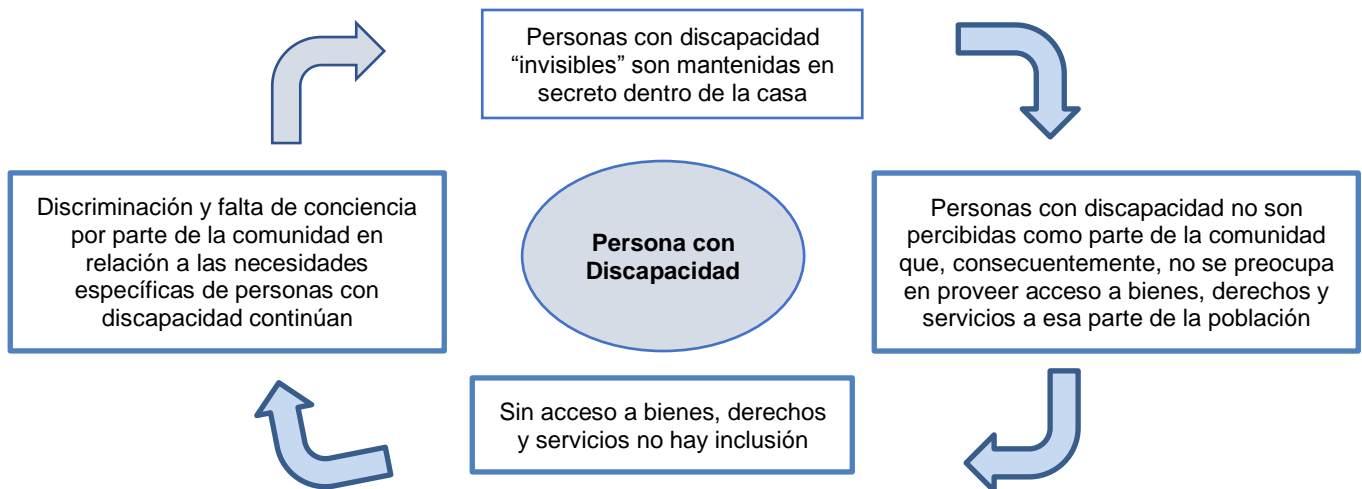 Personas con discapacidad
“invisibles” son mantenidas en
secreto dentro de la casa
Personas con discapacidad no son
percibidas como parte de la comunidad
que, consecuentemente, no se preocupa
en proveer acceso a bienes, derechos y
servicios a esa parte de la población
Sin acceso a bienes, derechos
y servicios no hay inclusión
Discriminación y falta de conciencia
por parte de la comunidad en
relación a las necesidades
específicas de personas con
discapacidad continúan
Persona con
Discapacidad